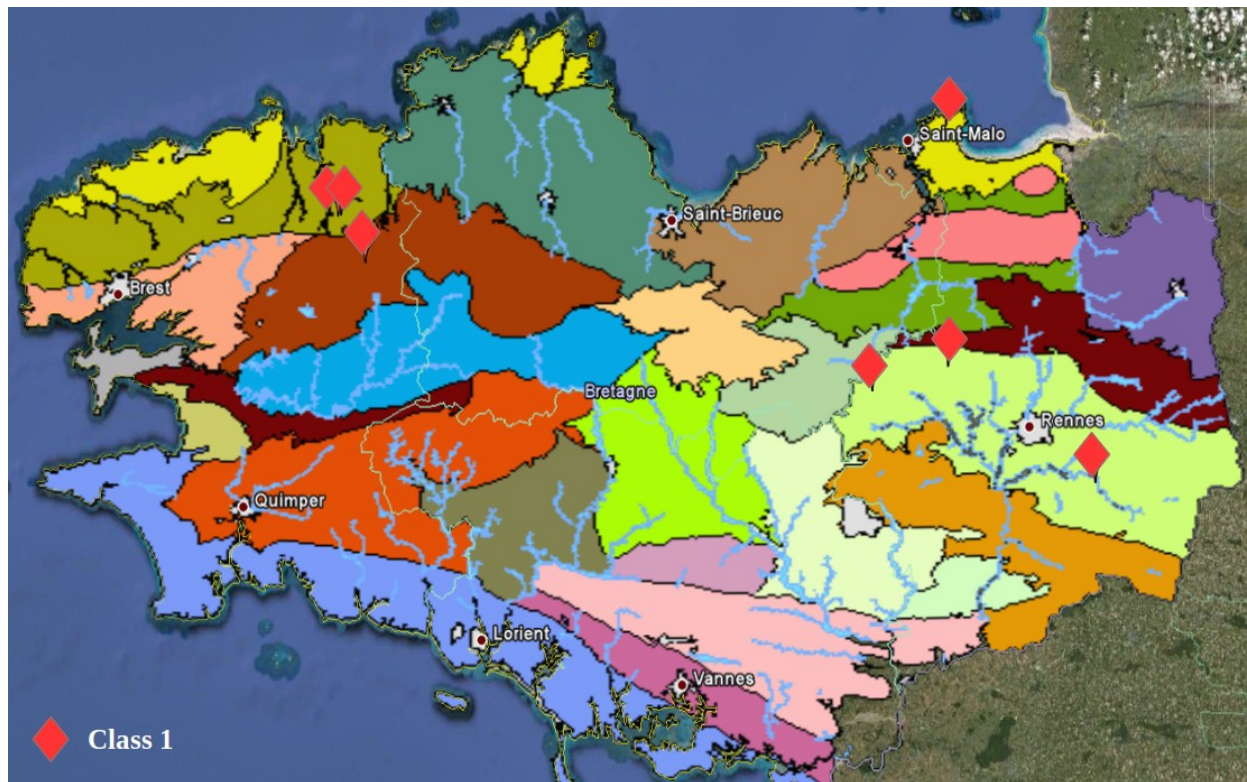 Saint-Malo
Saint-Brieuc
Brest
Bretagne
Rennes
Quimper
Lorient
Vannes
Class 1